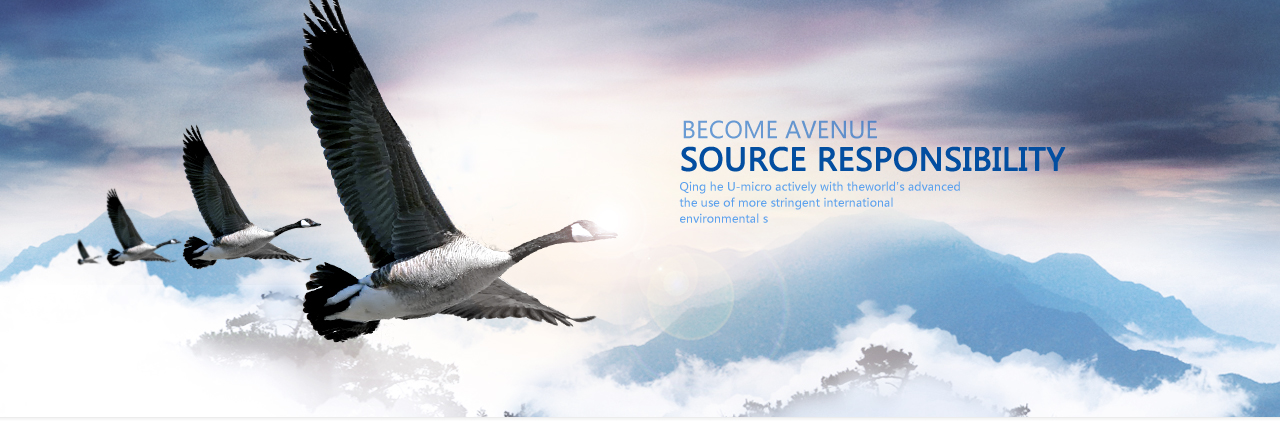 BECOME AVENUE
SOURCE RESPONSIBILITY
Qing he U-micro actively with theworld's advanced
the use of more stringent international
environmental s